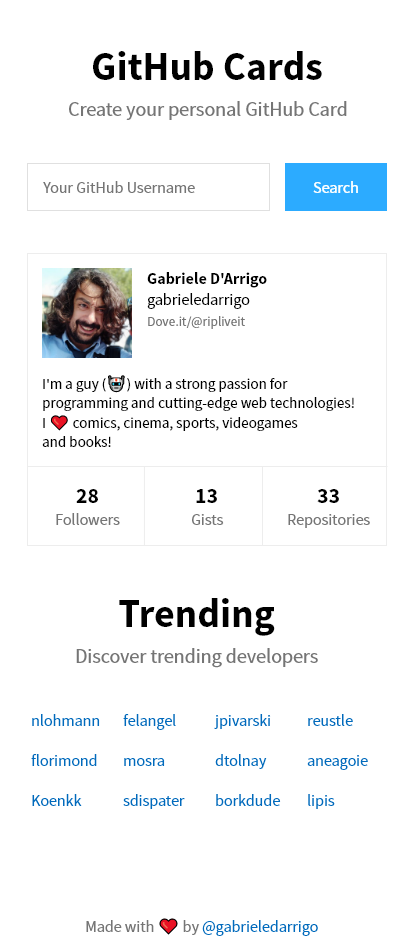 GitHub Cards
Create your personal GitHub Card
Your GitHub Username
Search
Gabriele D'Arrigo
gabrieledarrigo
Dove.it/@ripliveit
I'm a guy (🤖) with a strong passion for
programming and cutting-edge web technologies!
I ❤️ comics, cinema, sports, videogames
and books!
28 13 33
Followers Gists Repositories
Trending
Discover trending developers
nlohmann felangel jpivarski reustle
florimond mosra dtolnay aneagoie
Koenkk sdispater borkdude lipis
Made with ❤️ by @gabrieledarrigo